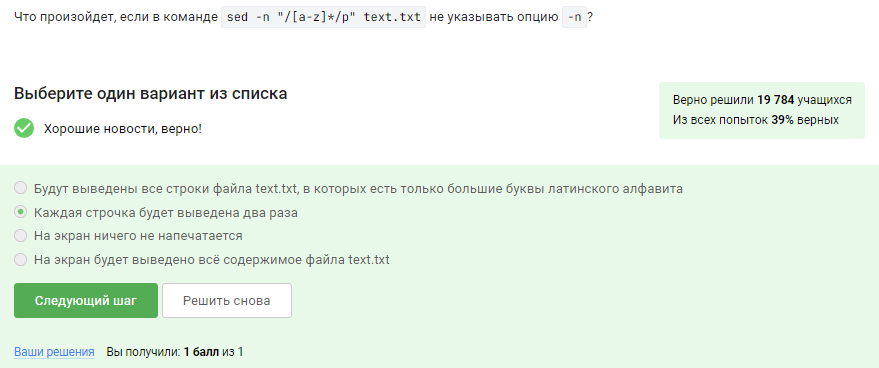 Что произойдет, если в команде sed -n "/[a-z]*/p" text.txt не указывать опцию -n ?
Выберите один вариант из списка
Хорошие новости, верно!
Верно решили 19 784 учащихся
Из всех попыток 39% верных
Будут выведены все строки файла text.txt, в которых есть только большие буквы латинского алфавита
Каждая строчка будет выведена два раза
На экран ничего не напечатается
На экран будет выведено всё содержимое файла text.txt
Следующий шаг
Решить снова
Ваши решения Вы получили: 1 балл из 1